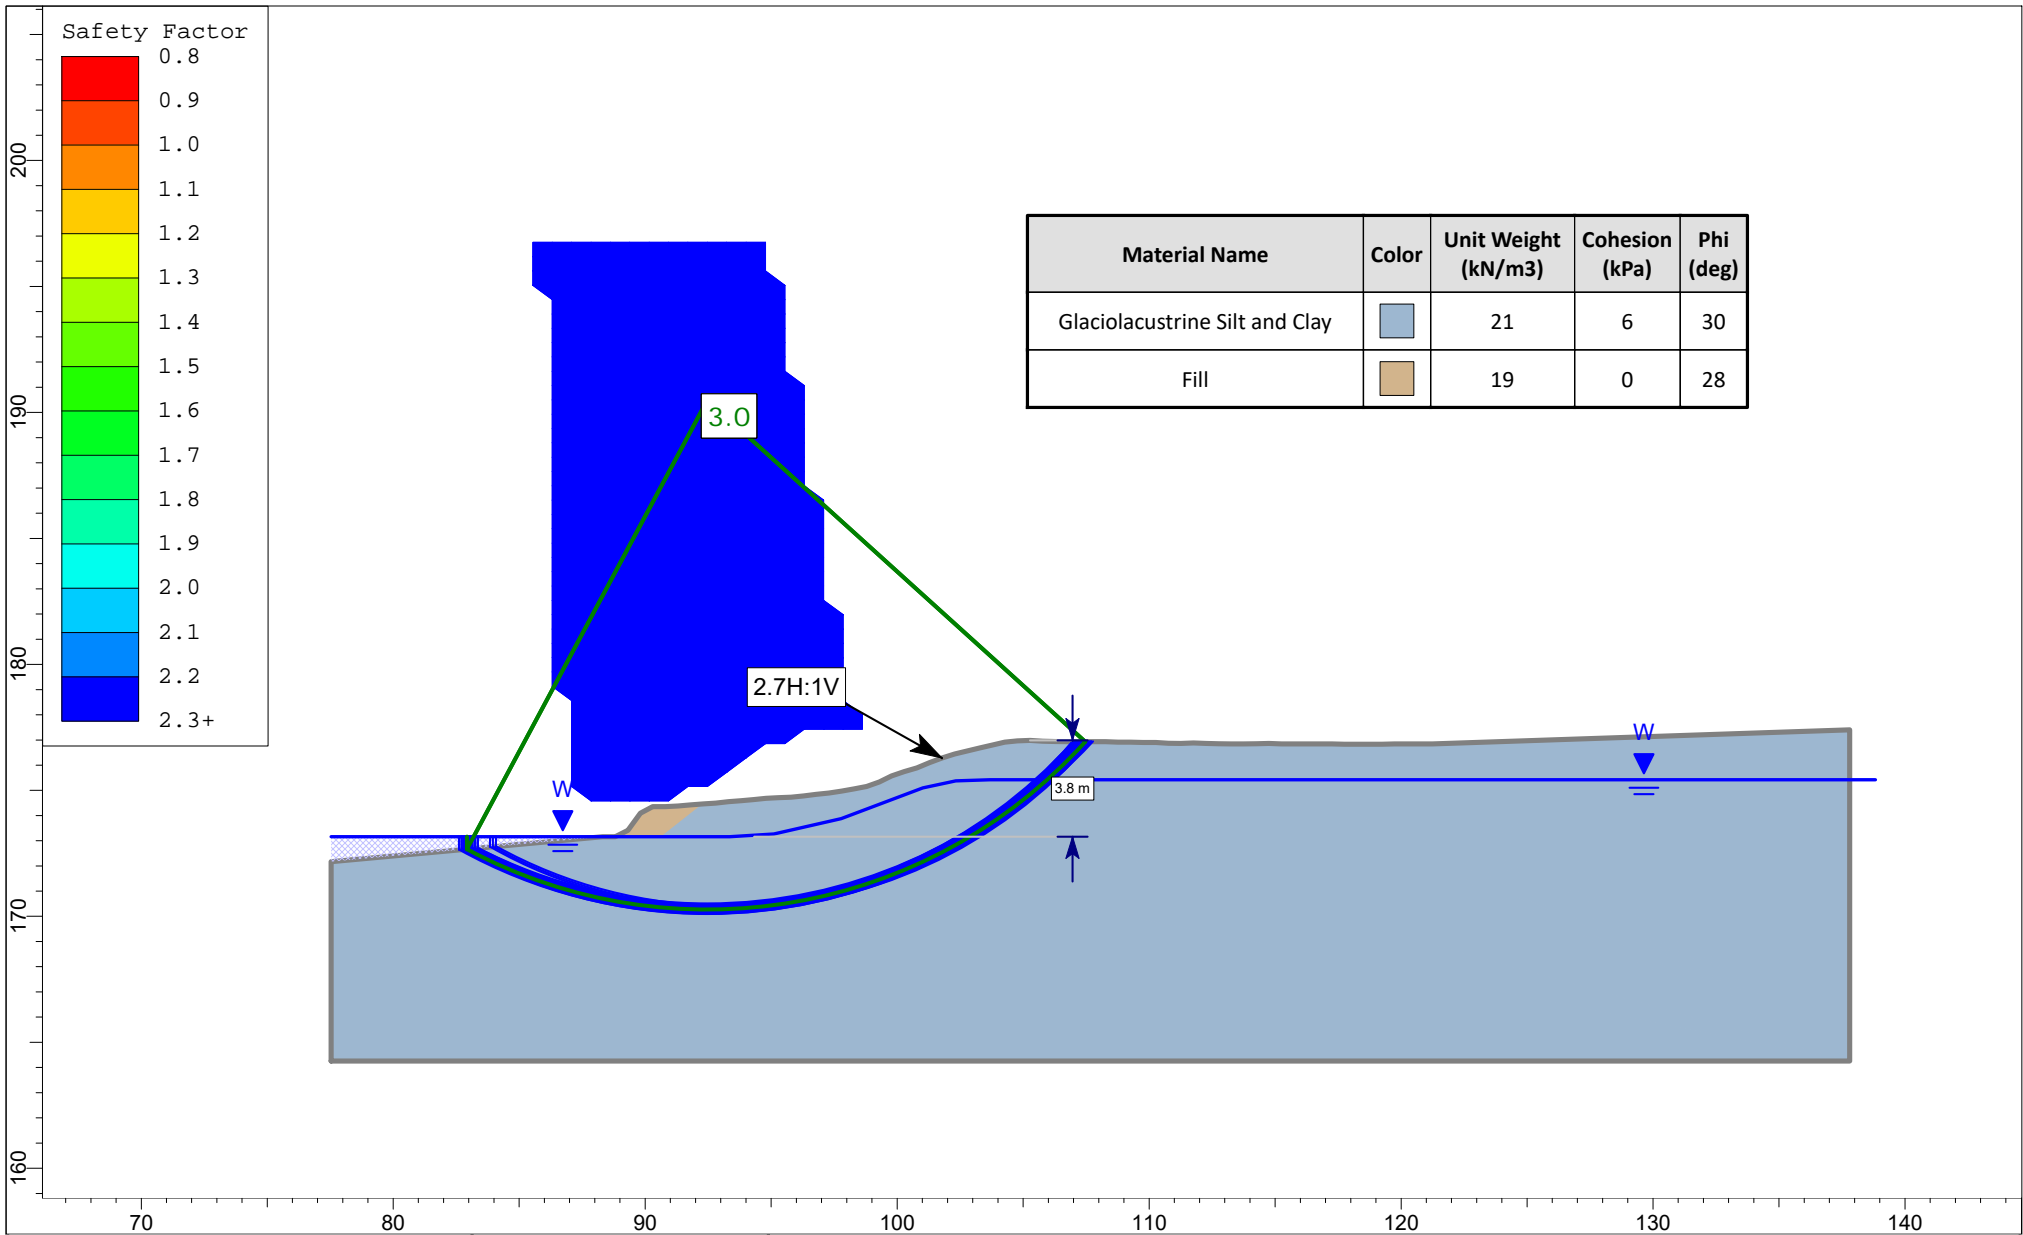 Safety Factor
0.8
0.9
1.0
1.1
1.2
1.3
1.4
1.5
1.6
1.7
1.8
1.9
2.0
2.1
2.2
2.3+
Material Name Color Unit Weight (kN/m3) Cohesion (kPa) Phi (deg)
Glaciolacustrine Silt and Clay 21 6 30
Fill 19 0 28
3.0
2.7H:1V
W
W
3.8 m
200
190
180
170
160
70 80 90 100 110 120 130 140